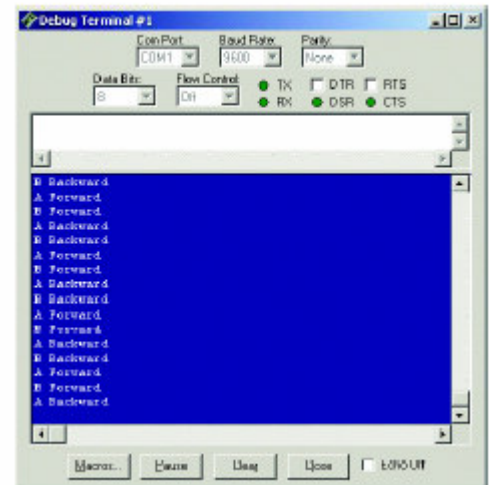 Debug Terminal #1
Com Port: Baud Rate: Parity:
COM1 9600 None
Data Bits: Flow Control: TX DTR RTS
8 Off RX DSR CTS
B Backward
A Forward
B Forward
A Backward
B Backward
A Forward
B Forward
A Backward
B Backward
A Forward
B Forward
A Backward
B Backward
A Forward
B Forward
A Backward
Macros... Pause Clear Close Echo Off